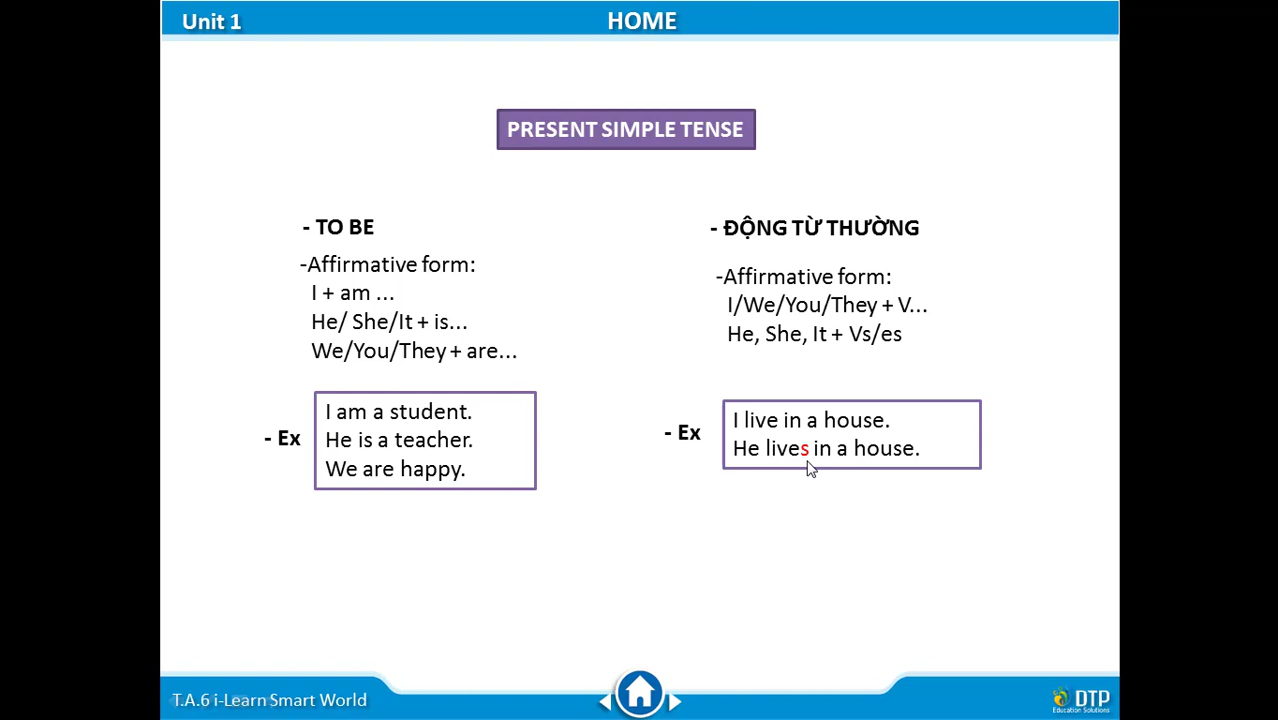 Unit 1
HOME
PRESENT SIMPLE TENSE
- TO BE
-Affirmative form:
I + am ...
He/ She/It + is...
We/You/They + are...
- Ex
I am a student.
He is a teacher.
We are happy.
- ĐỘNG TỪ THƯỜNG
-Affirmative form:
I/We/You/They + V...
He, She, It + Vs/es
- Ex
I live in a house.
He lives in a house.
T.A.6 i-Learn Smart World
DTP
Education Solutions